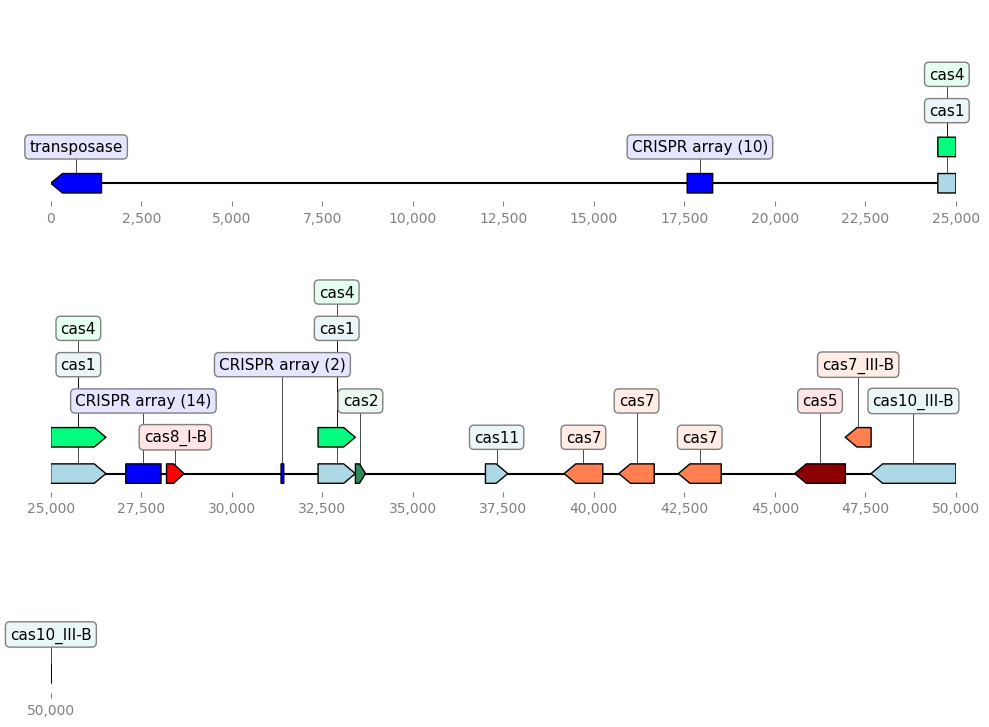 cas4
cas1
transposase
CRISPR array (10)
0
2,500
5,000
7,500
10,000
12,500
15,000
17,500
20,000
22,500
25,000
cas4
cas4
cas1
cas1
CRISPR array (2)
cas7_III-B
CRISPR array (14)
cas2
cas7
cas5
cas10_III-B
cas8_I-B
cas11
cas7
cas7
25,000
27,500
30,000
32,500
35,000
37,500
40,000
42,500
45,000
47,500
50,000
cas10_III-B
50,000